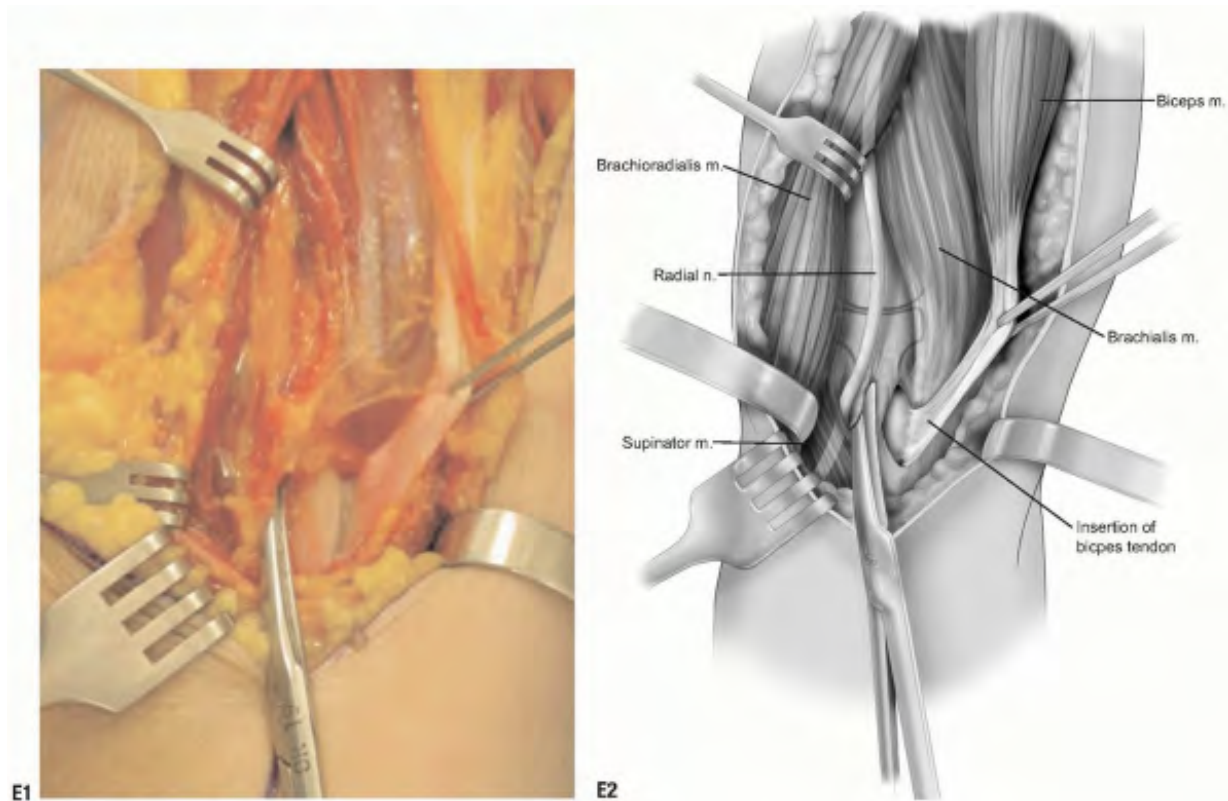 Biceps m.
Brachioradialis m.
Radial n.
Brachialis m.
Supinator m.
Insertion of
bicpes tendon
E1
E2